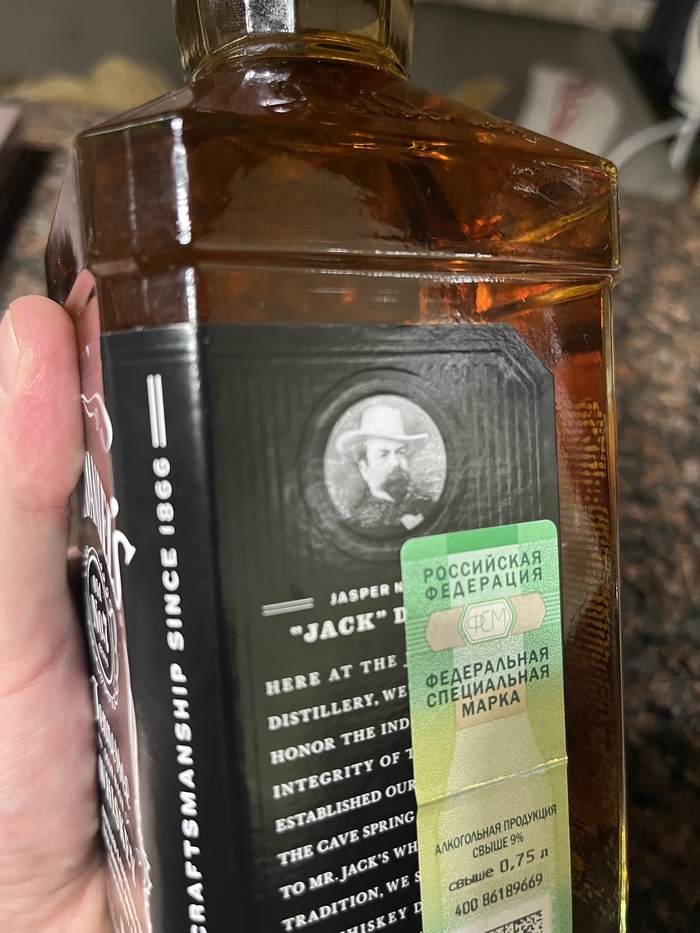 CRAFTSMANSHIP SINCE 1866
JASPER N
"JACK" D
HERE AT THE J
DISTILLERY, WE
HONOR THE IND
INTEGRITY OF T
ESTABLISHED OUR
THE CAVE SPRING
TO MR. JACK'S WH
TRADITION, WE S
WHISKEY D
РОССИЙСКАЯ
ФЕДЕРАЦИЯ
ФСМ
ФЕДЕРАЛЬНАЯ
СПЕЦИАЛЬНАЯ
МАРКА
АЛКОГОЛЬНАЯ ПРОДУКЦИЯ
СВЫШЕ 9%
свыше 0,75 л
400 86189669